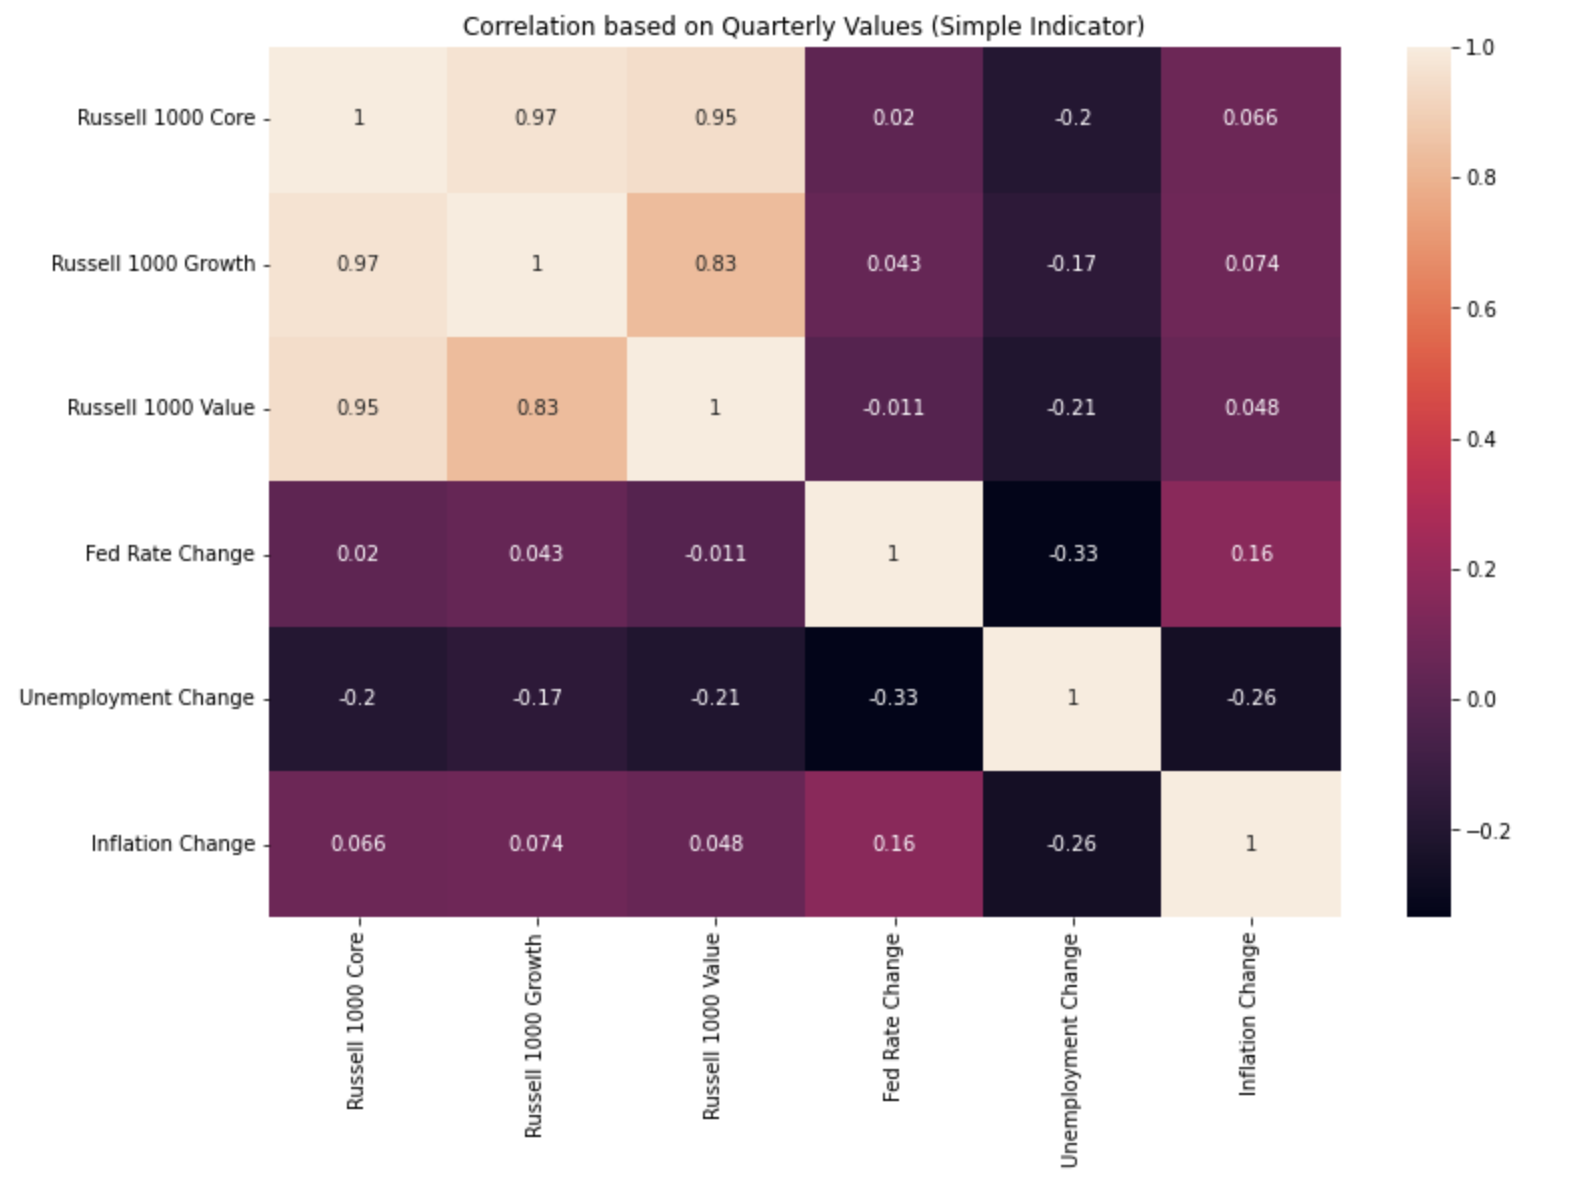 Correlation based on Quarterly Values (Simple Indicator)
Russell 1000 Core 1 0.97 0.95 0.02 -0.2 0.066
Russell 1000 Growth 0.97 1 0.83 0.043 -0.17 0.074
Russell 1000 Value 0.95 0.83 1 -0.011 -0.21 0.048
Fed Rate Change 0.02 0.043 -0.011 1 -0.33 0.16
Unemployment Change -0.2 -0.17 -0.21 -0.33 1 -0.26
Inflation Change 0.066 0.074 0.048 0.16 -0.26 1
Russell 1000 Core
Russell 1000 Growth
Russell 1000 Value
Fed Rate Change
Unemployment Change
Inflation Change
1.0
0.8
0.6
0.4
0.2
0.0
−0.2